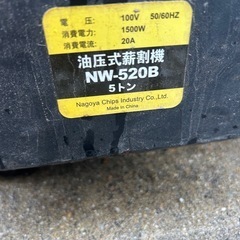 電　圧：　100V　50/60HZ
消費電力：　1500W
消費電流：　20A
油圧式薪割機
NW-520B
5トン
Nagoya Chips Industry Co.,Ltd.
Made in China